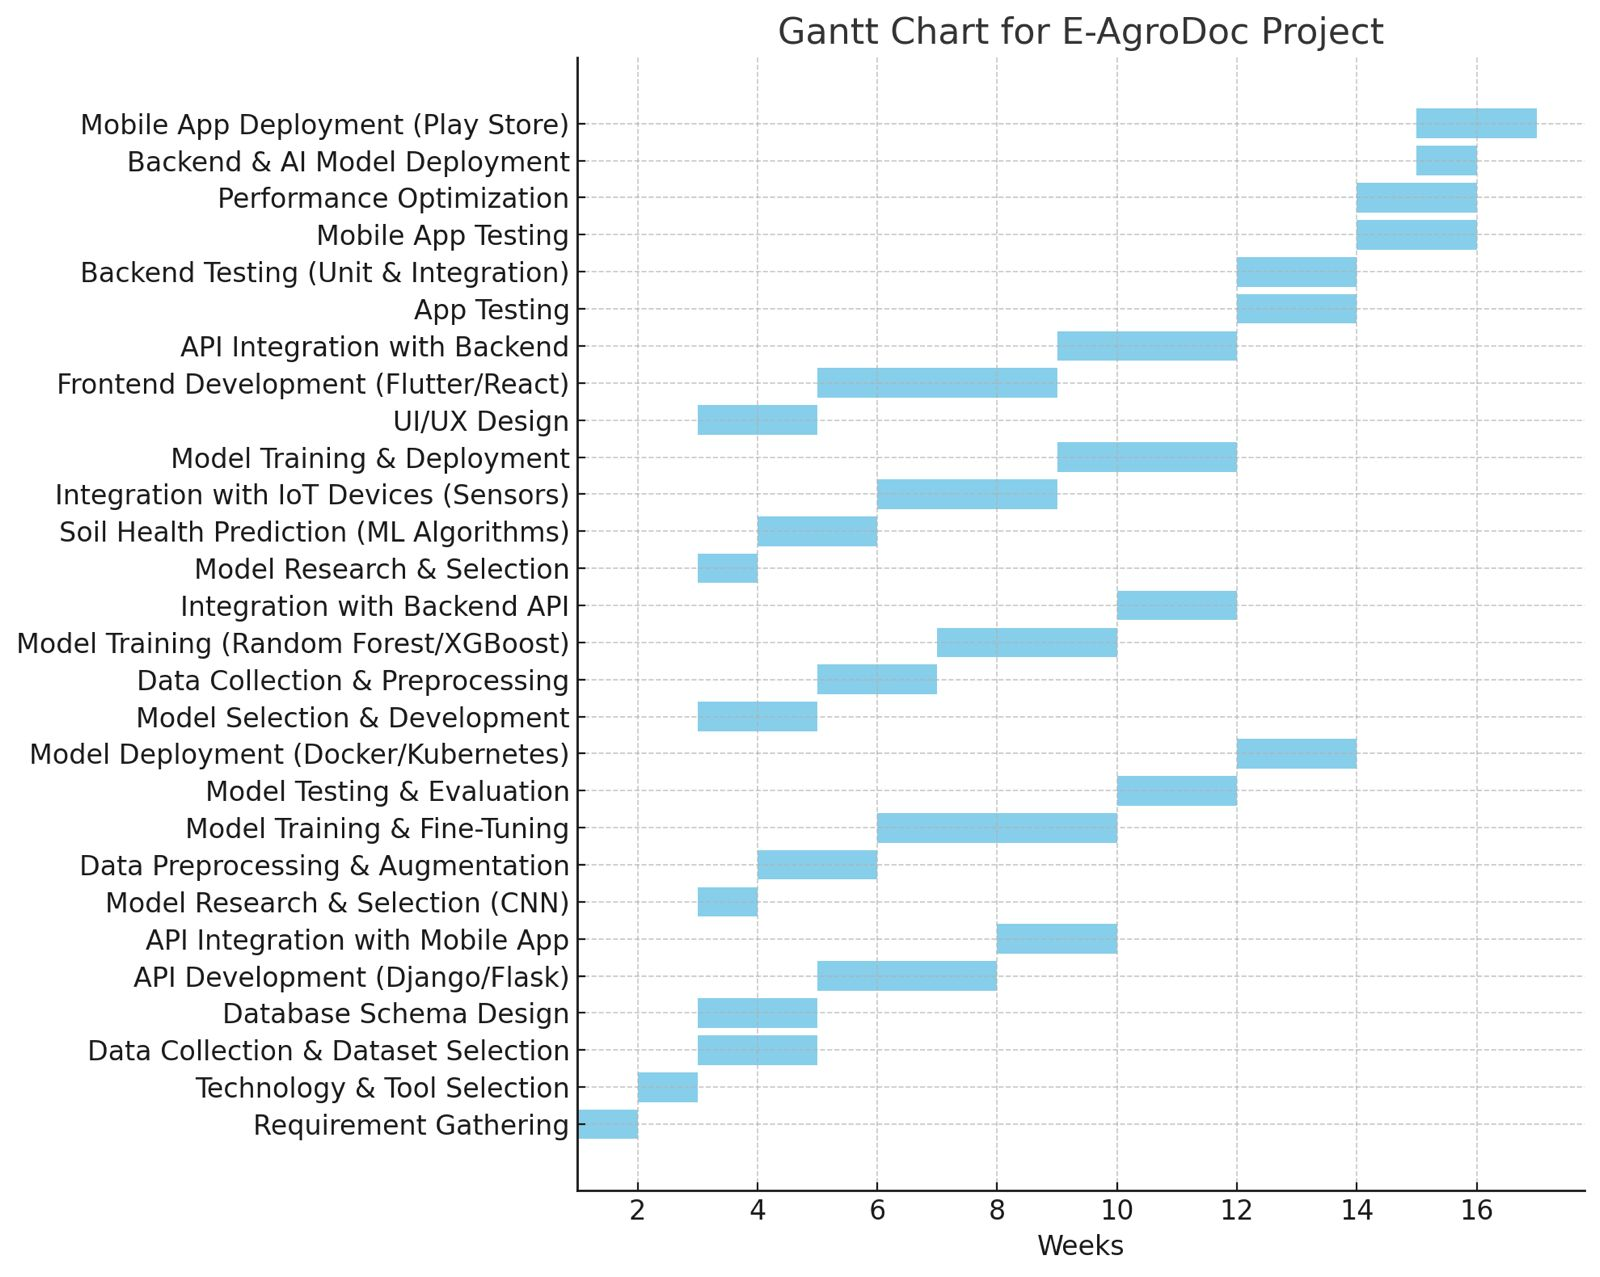 Gantt Chart for E-AgroDoc Project
Mobile App Deployment (Play Store)
Backend & AI Model Deployment
Performance Optimization
Mobile App Testing
Backend Testing (Unit & Integration)
App Testing
API Integration with Backend
Frontend Development (Flutter/React)
UI/UX Design
Model Training & Deployment
Integration with IoT Devices (Sensors)
Soil Health Prediction (ML Algorithms)
Model Research & Selection
Integration with Backend API
Model Training (Random Forest/XGBoost)
Data Collection & Preprocessing
Model Selection & Development
Model Deployment (Docker/Kubernetes)
Model Testing & Evaluation
Model Training & Fine-Tuning
Data Preprocessing & Augmentation
Model Research & Selection (CNN)
API Integration with Mobile App
API Development (Django/Flask)
Database Schema Design
Data Collection & Dataset Selection
Technology & Tool Selection
Requirement Gathering
2 4 6 8 10 12 14 16
Weeks